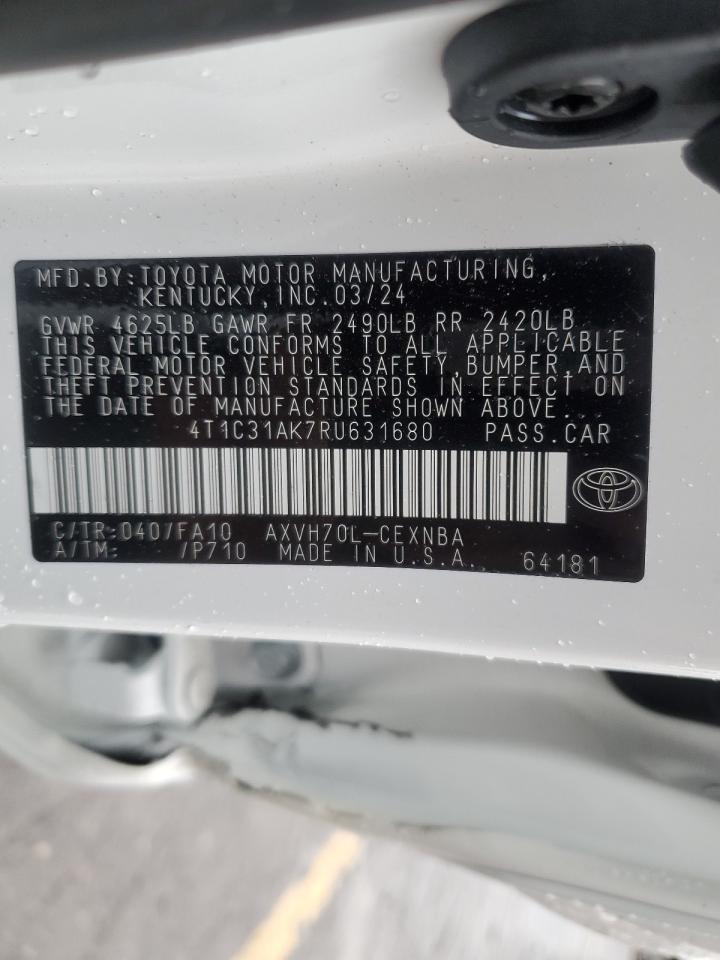 MFD. BY: TOYOTA MOTOR MANUFACTURING,
KENTUCKY, INC. 03/24
GVWR 4625LB GAWR FR 2490LB RR 2420LB
THIS VEHICLE CONFORMS TO ALL APPLICABLE
FEDERAL MOTOR VEHICLE SAFETY, BUMPER, AND
THEFT PREVENTION STANDARDS IN EFFECT ON
THE DATE OF MANUFACTURE SHOWN ABOVE.
4T1C31AK7RU631680 PASS. CAR
C/TR: 040/FA10 AXVH70L-CEXNBA
A/TM: /P710 MADE IN U.S.A. 64181